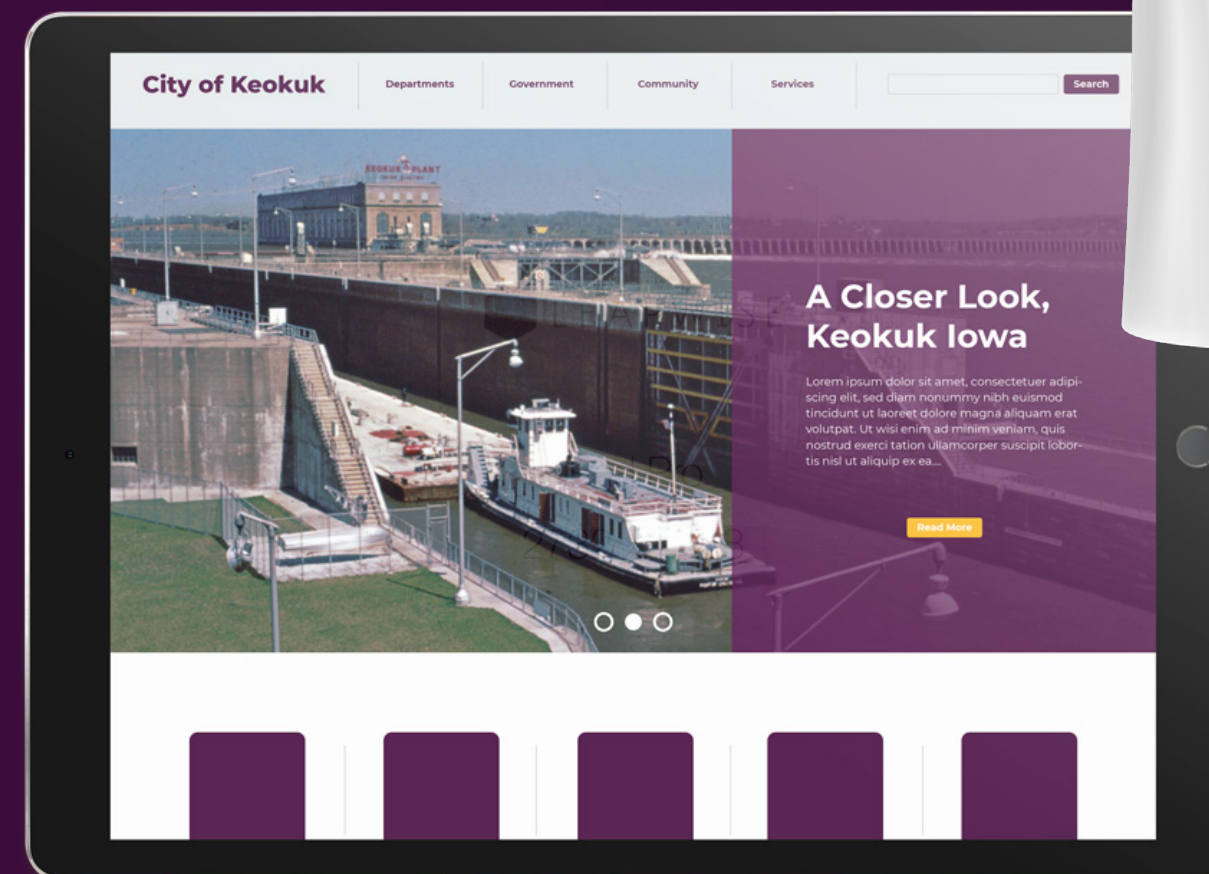 City of Keokuk
Departments
Government
Community
Services
Search
KEOKUK PLANT
A Closer Look,
Keokuk Iowa
Lorem ipsum dolor sit amet, consectetuer adipi-
scing elit, sed diam nonummy nibh euismod
tincidunt ut laoreet dolore magna aliquam erat
volutpat. Ut wisi enim ad minim veniam, quis
nostrud exerci tation ullamcorper suscipit lobor-
tis nisl ut aliquip ex ea....
Read More